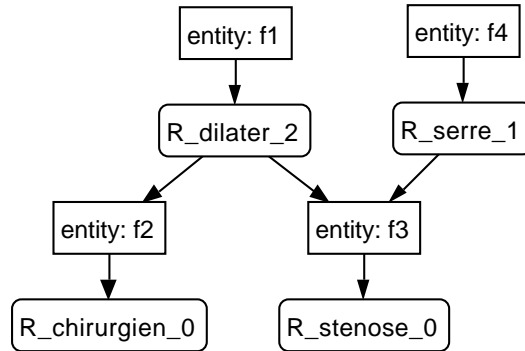 entity: f1
entity: f4
R_dilater_2
R_serre_1
entity: f2
entity: f3
R_chirurgien_0
R_stenose_0